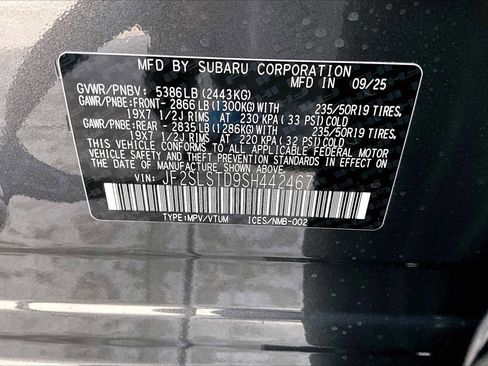 MFD BY SUBARU CORPORATION
MFD IN 09/25
GVWR/PNBV: 5386LB (2443KG)
GAWR/PNBE:FRONT- 2866LB (1300KG)WITH 235/50R19 TIRES,
19X7 1/2J RIMS AT 230 KPA (33 PSI) COLD
GAWR/PNBE:REAR - 2835LB (1286KG)WITH 235/50R19 TIRES,
19X7 1/2J RIMS AT 220 KPA (32 PSI) COLD
THIS VEHICLE CONFORMS TO ALL APPLICABLE FEDERAL MOTOR
VEHICLE SAFETY, BUMPER, AND THEFT PREVENTION STANDARDS
IN EFFECT ON THE DATE OF MANUFACTURE SHOWN ABOVE.
VIN: JF2SLSTD9SH442467
TYPE:MPV/VTUM ICES/NMB-002